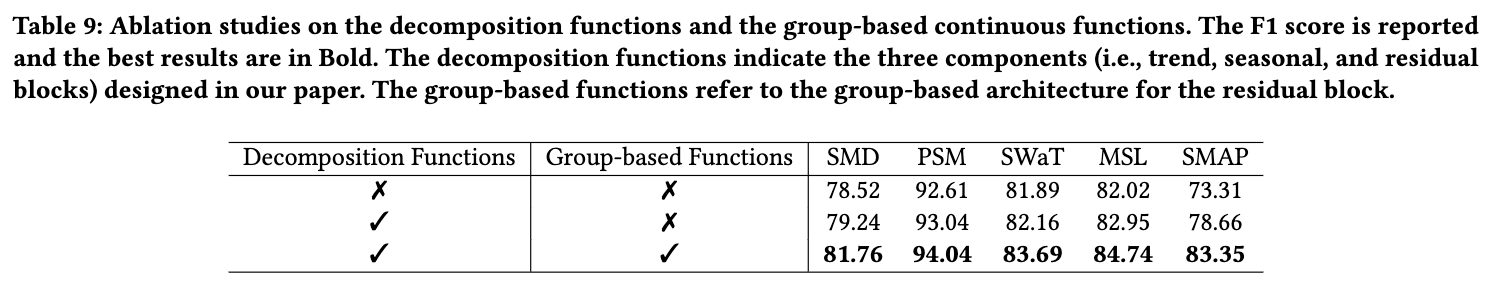 Table 9: Ablation studies on the decomposition functions and the group-based continuous functions. The F1 score is reported
and the best results are in Bold. The decomposition functions indicate the three components (i.e., trend, seasonal, and residual
blocks) designed in our paper. The group-based functions refer to the group-based architecture for the residual block.
Decomposition Functions Group-based Functions SMD PSM SWaT MSL SMAP
✗ ✗ 78.52 92.61 81.89 82.02 73.31
✓ ✗ 79.24 93.04 82.16 82.95 78.66
✓ ✓ 81.76 94.04 83.69 84.74 83.35